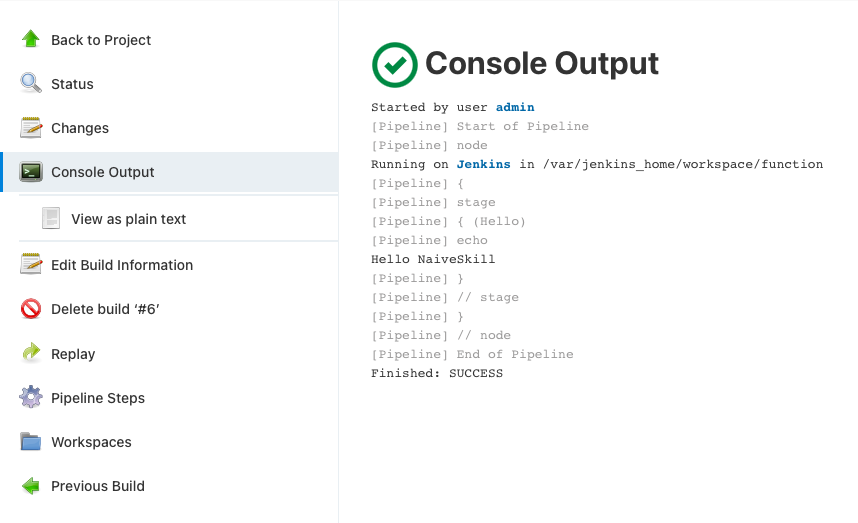 Back to Project
Status
Changes
Console Output
View as plain text
Edit Build Information
Delete build ‘#6’
Replay
Pipeline Steps
Workspaces
Previous Build
Console Output
Started by user admin
[Pipeline] Start of Pipeline
[Pipeline] node
Running on Jenkins in /var/jenkins_home/workspace/function
[Pipeline] {
[Pipeline] stage
[Pipeline] { (Hello)
[Pipeline] echo
Hello NaiveSkill
[Pipeline] }
[Pipeline] // stage
[Pipeline] }
[Pipeline] // node
[Pipeline] End of Pipeline
Finished: SUCCESS